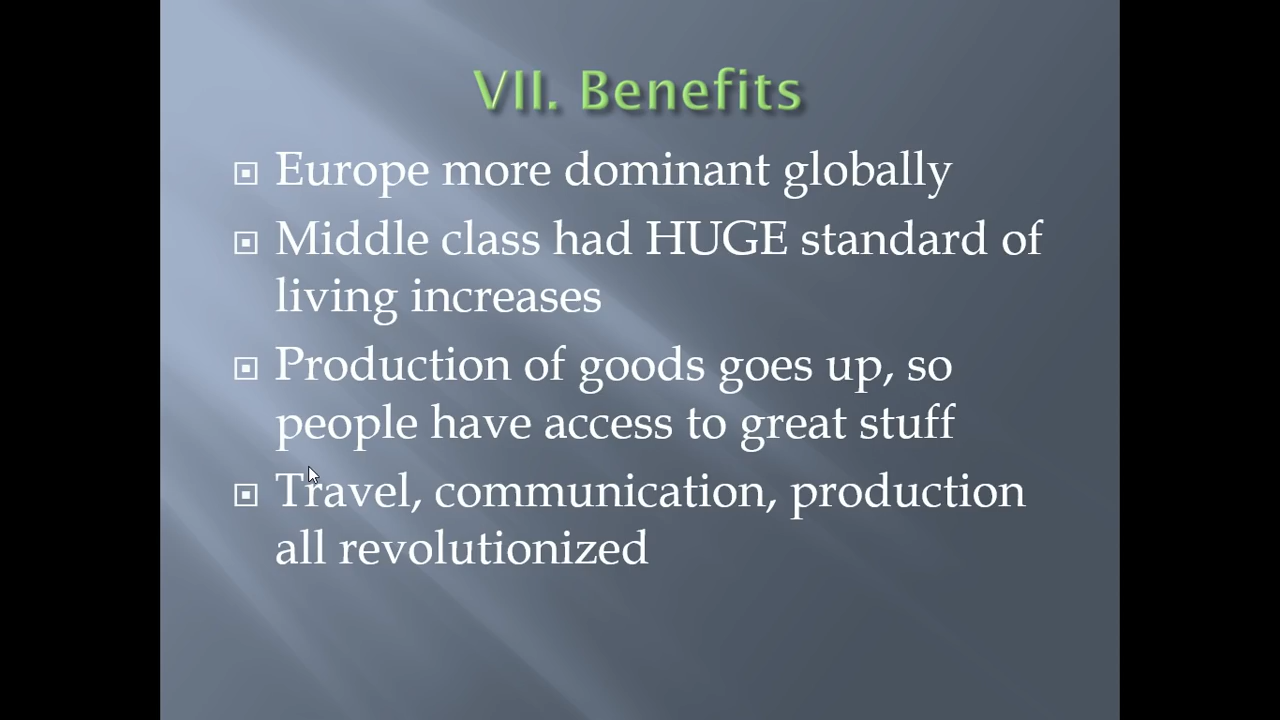 VII. Benefits
Europe more dominant globally
Middle class had HUGE standard of
living increases
Production of goods goes up, so
people have access to great stuff
Travel, communication, production
all revolutionized